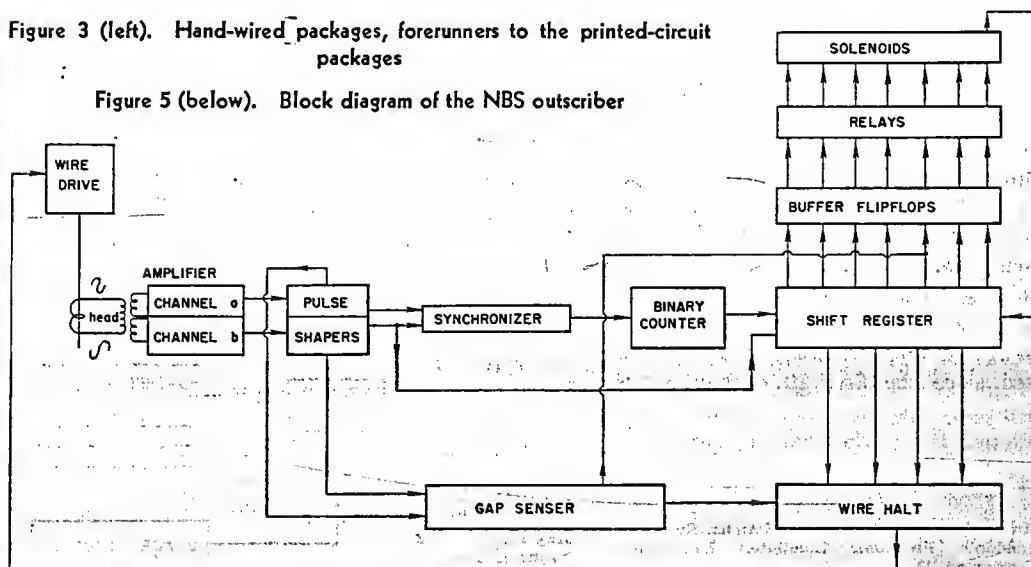 Figure 3 (left). Hand-wired packages, forerunners to the printed-circuit
packages
Figure 5 (below). Block diagram of the NBS outscriber
SOLENOIDS
RELAYS
WIRE
DRIVE
BUFFER FLIPFLOPS
AMPLIFIER
CHANNEL a
head
CHANNEL b
PULSE
SHAPERS
SYNCHRONIZER
BINARY
COUNTER
SHIFT REGISTER
GAP SENSER
WIRE HALT